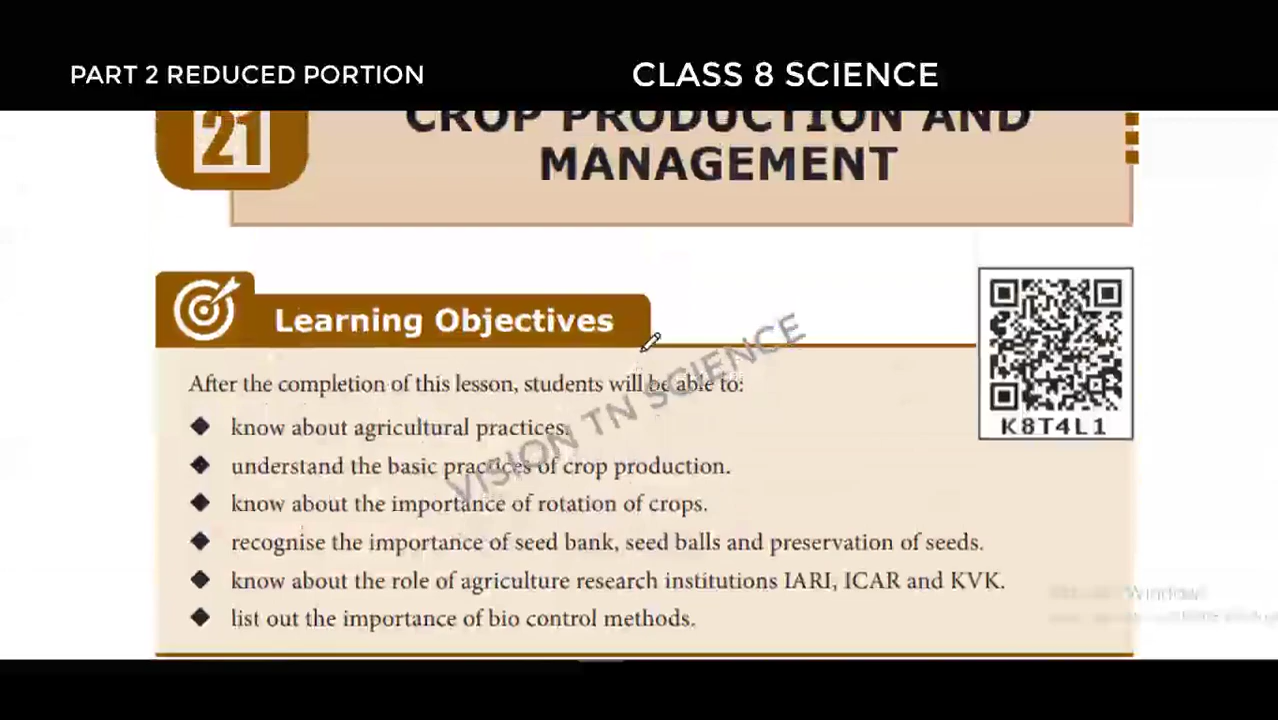 PART 2 REDUCED PORTION
CLASS 8 SCIENCE
21
CROP PRODUCTION AND
MANAGEMENT
Learning Objectives
After the completion of this lesson, students will be able to:
know about agricultural practices.
understand the basic practices of crop production.
know about the importance of rotation of crops.
recognise the importance of seed bank, seed balls and preservation of seeds.
know about the role of agriculture research institutions IARI, ICAR and KVK.
list out the importance of bio control methods.
K8T4L1
VISION TN SCIENCE
Windows